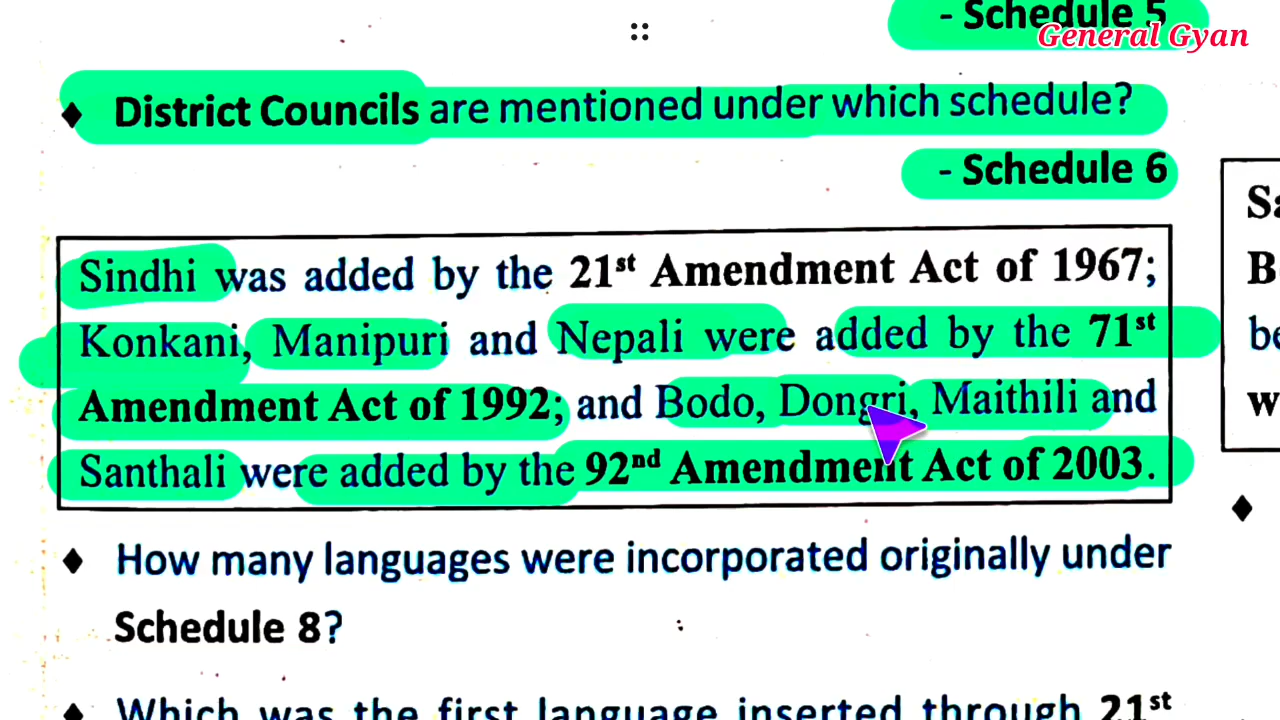 - Schedule 5
General Gyan
♦ District Councils are mentioned under which schedule?
- Schedule 6
Sindhi was added by the 21st Amendment Act of 1967;
Konkani, Manipuri and Nepali were added by the 71st
Amendment Act of 1992; and Bodo, Dongri, Maithili and
Santhali were added by the 92nd Amendment Act of 2003.
♦ How many languages were incorporated originally under
Schedule 8?
♦ Which was the first language inserted through 21st